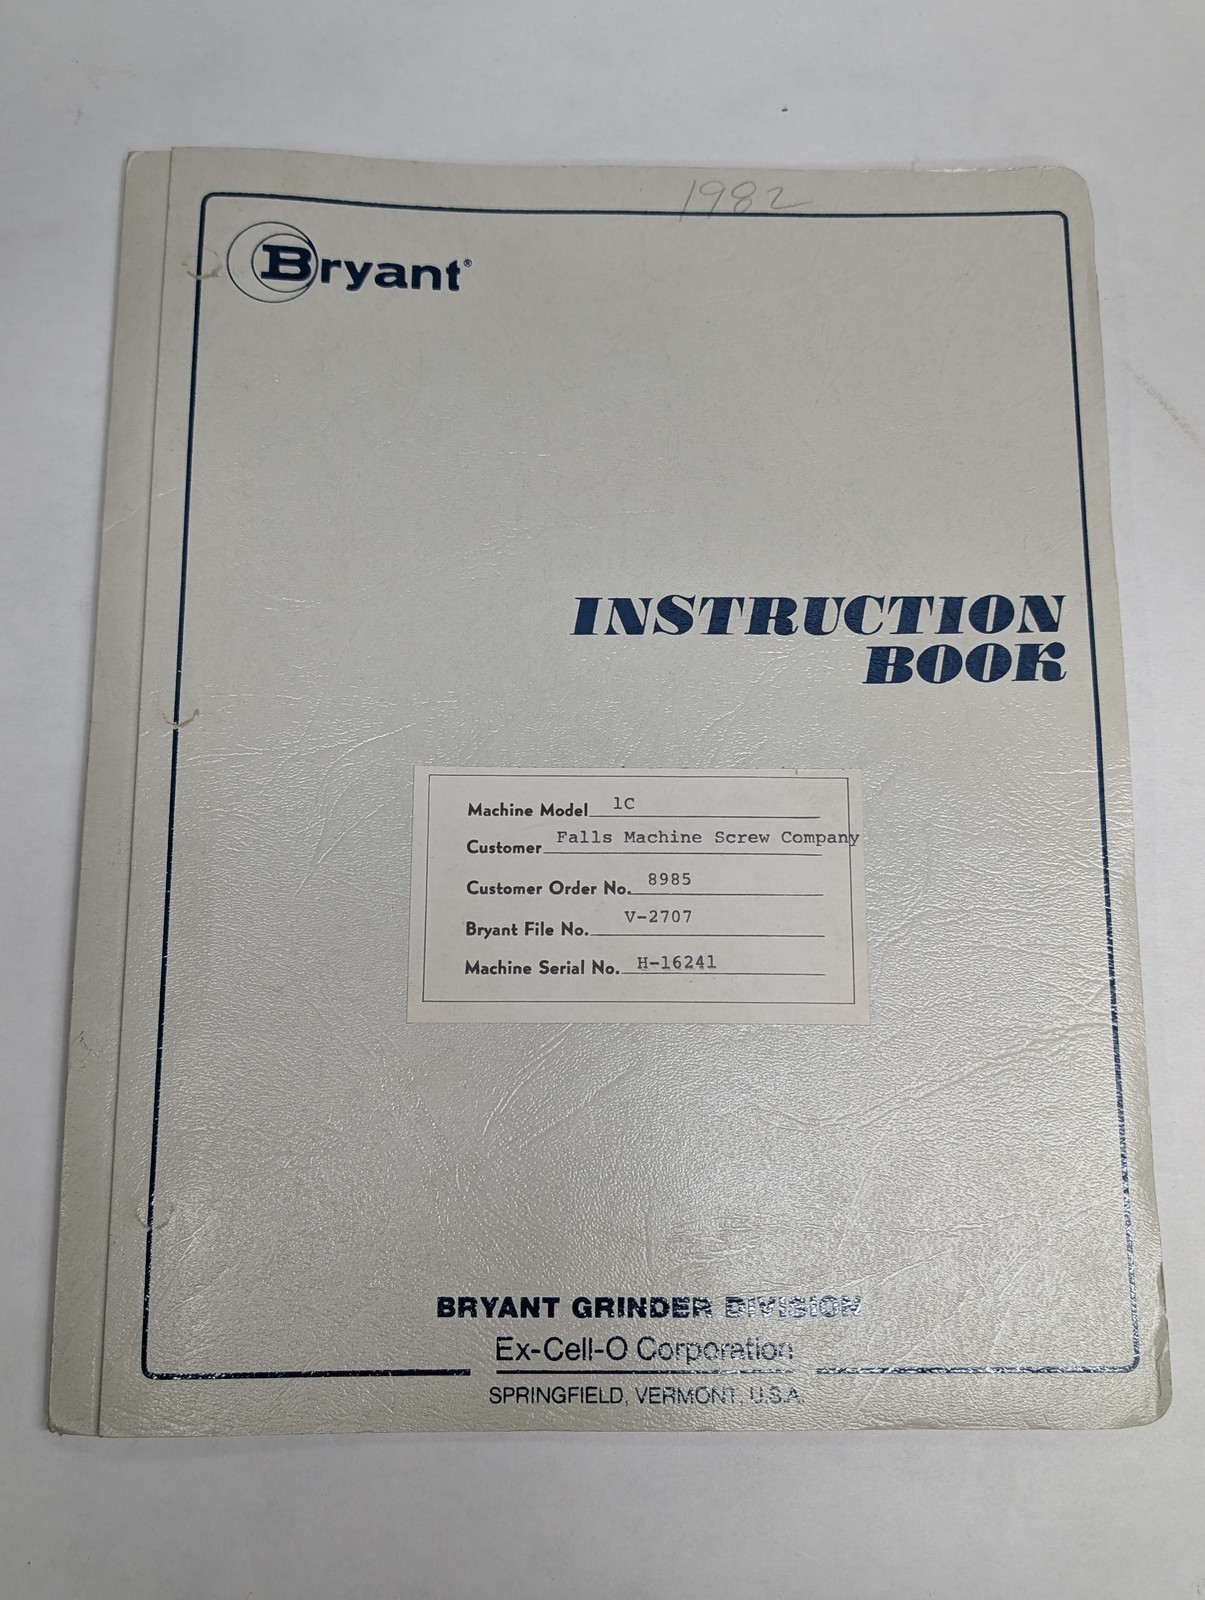 1982
Bryant®
INSTRUCTION
BOOK
Machine Model 1C
Customer Falls Machine Screw Company
Customer Order No. 8985
Bryant File No. V-2707
Machine Serial No. H-16241
BRYANT GRINDER DIVISION
Ex-Cell-O Corporation
SPRINGFIELD, VERMONT, U.S.A.